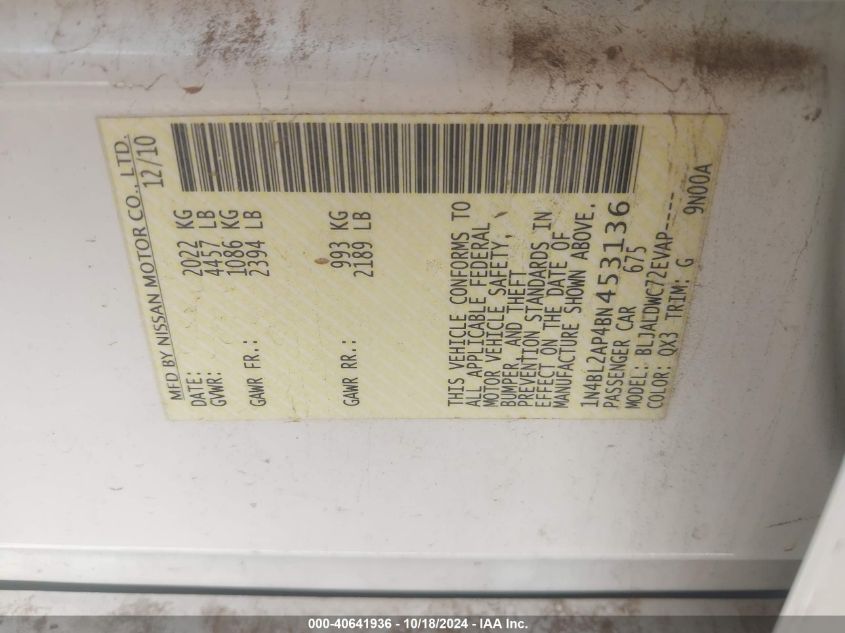 MFD BY NISSAN MOTOR CO., LTD.
DATE: 12/10
GVWR: 2022 KG
4457 LB
GAWR FR.: 1086 KG
2394 LB
GAWR RR.: 993 KG
2189 LB
THIS VEHICLE CONFORMS TO
ALL APPLICABLE FEDERAL
MOTOR VEHICLE SAFETY,
BUMPER, AND THEFT
PREVENTION STANDARDS IN
EFFECT ON THE DATE OF
MANUFACTURE SHOWN ABOVE.
1N4BL2AP4BN453136
PASSENGER CAR 675
MODEL: BLJALDWC72EVAP-----
COLOR: QX3 TRIM: G 9N00A
000-40641936 - 10/18/2024 - IAA Inc.